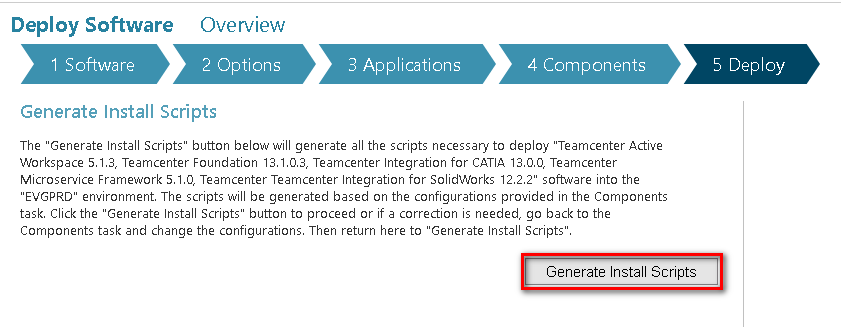 Deploy Software Overview
1 Software 2 Options 3 Applications 4 Components 5 Deploy
Generate Install Scripts
The "Generate Install Scripts" button below will generate all the scripts necessary to deploy "Teamcenter Active
Workspace 5.1.3, Teamcenter Foundation 13.1.0.3, Teamcenter Integration for CATIA 13.0.0, Teamcenter
Microservice Framework 5.1.0, Teamcenter Teamcenter Integration for SolidWorks 12.2.2" software into the
"EVGPRD" environment. The scripts will be generated based on the configurations provided in the Components
task. Click the "Generate Install Scripts" button to proceed or if a correction is needed, go back to the
Components task and change the configurations. Then return here to "Generate Install Scripts".
Generate Install Scripts